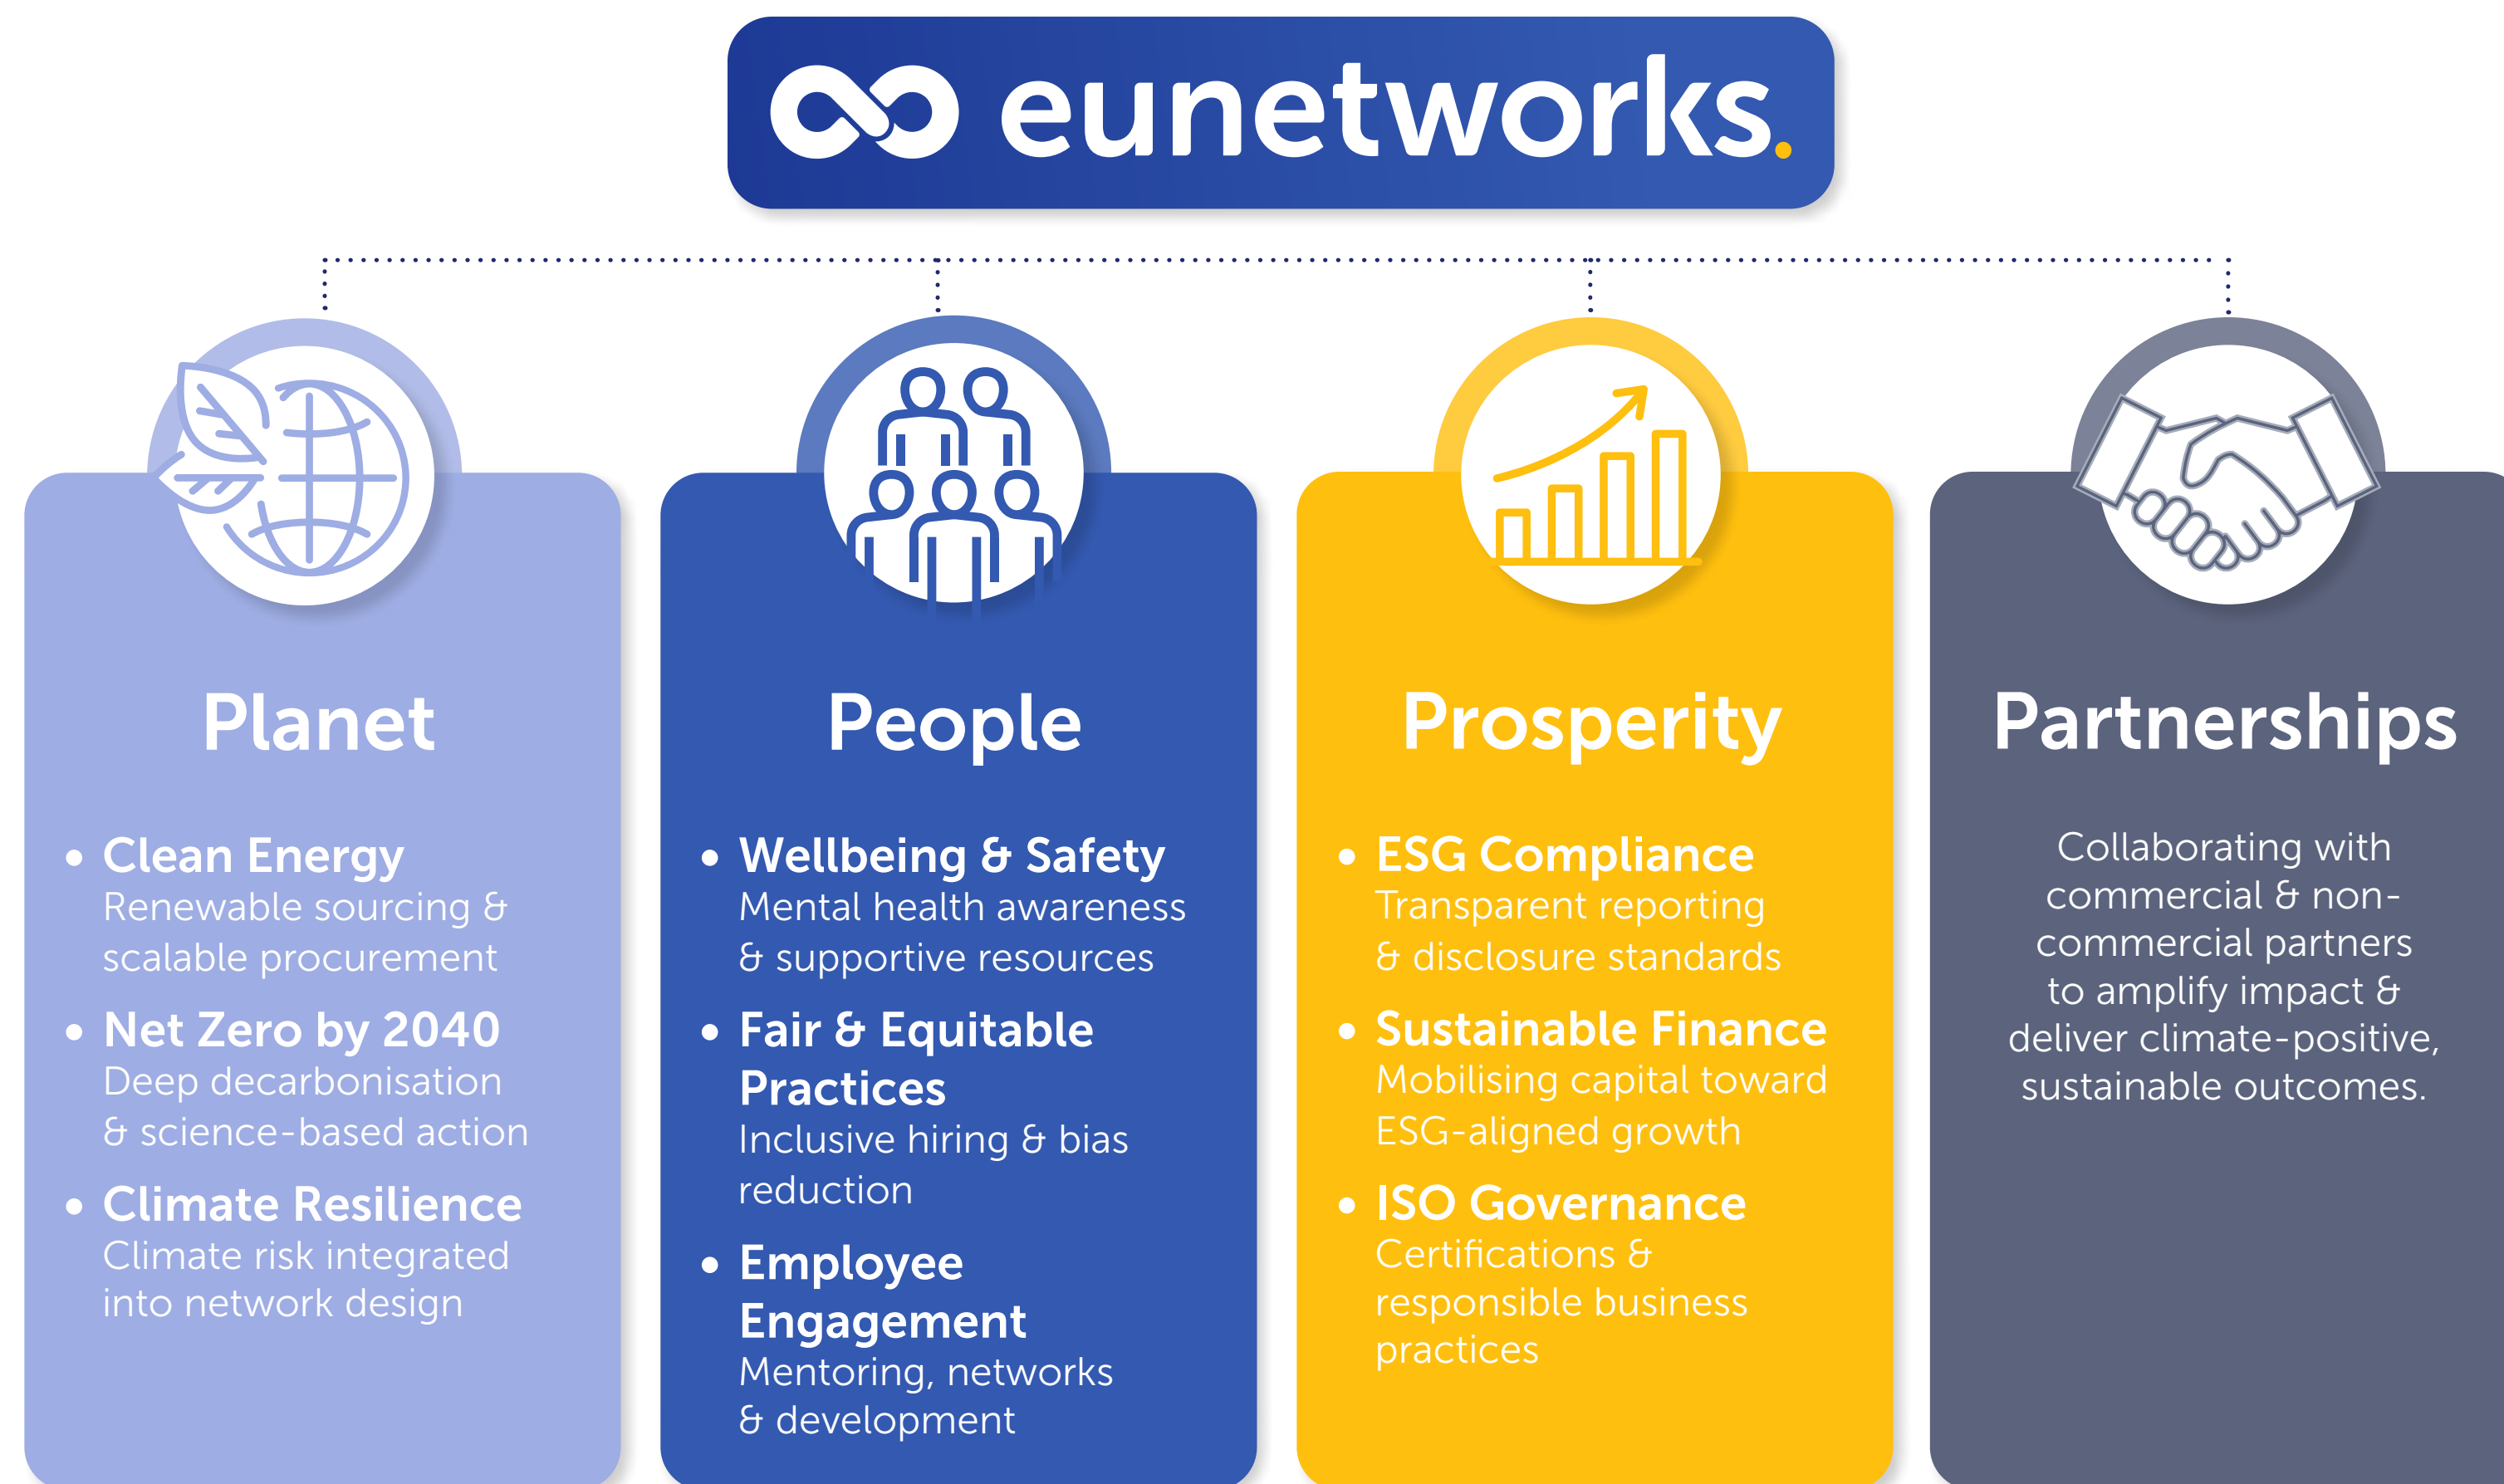 eunetworks.
Planet
• Clean Energy
Renewable sourcing &
scalable procurement
• Net Zero by 2040
Deep decarbonisation
& science-based action
• Climate Resilience
Climate risk integrated
into network design
People
• Wellbeing & Safety
Mental health awareness
& supportive resources
• Fair & Equitable
Practices
Inclusive hiring & bias
reduction
• Employee
Engagement
Mentoring, networks
& development
Prosperity
• ESG Compliance
Transparent reporting
& disclosure standards
• Sustainable Finance
Mobilising capital toward
ESG-aligned growth
• ISO Governance
Certifications &
responsible business
practices
Partnerships
Collaborating with
commercial & non-
commercial partners
to amplify impact &
deliver climate-positive,
sustainable outcomes.